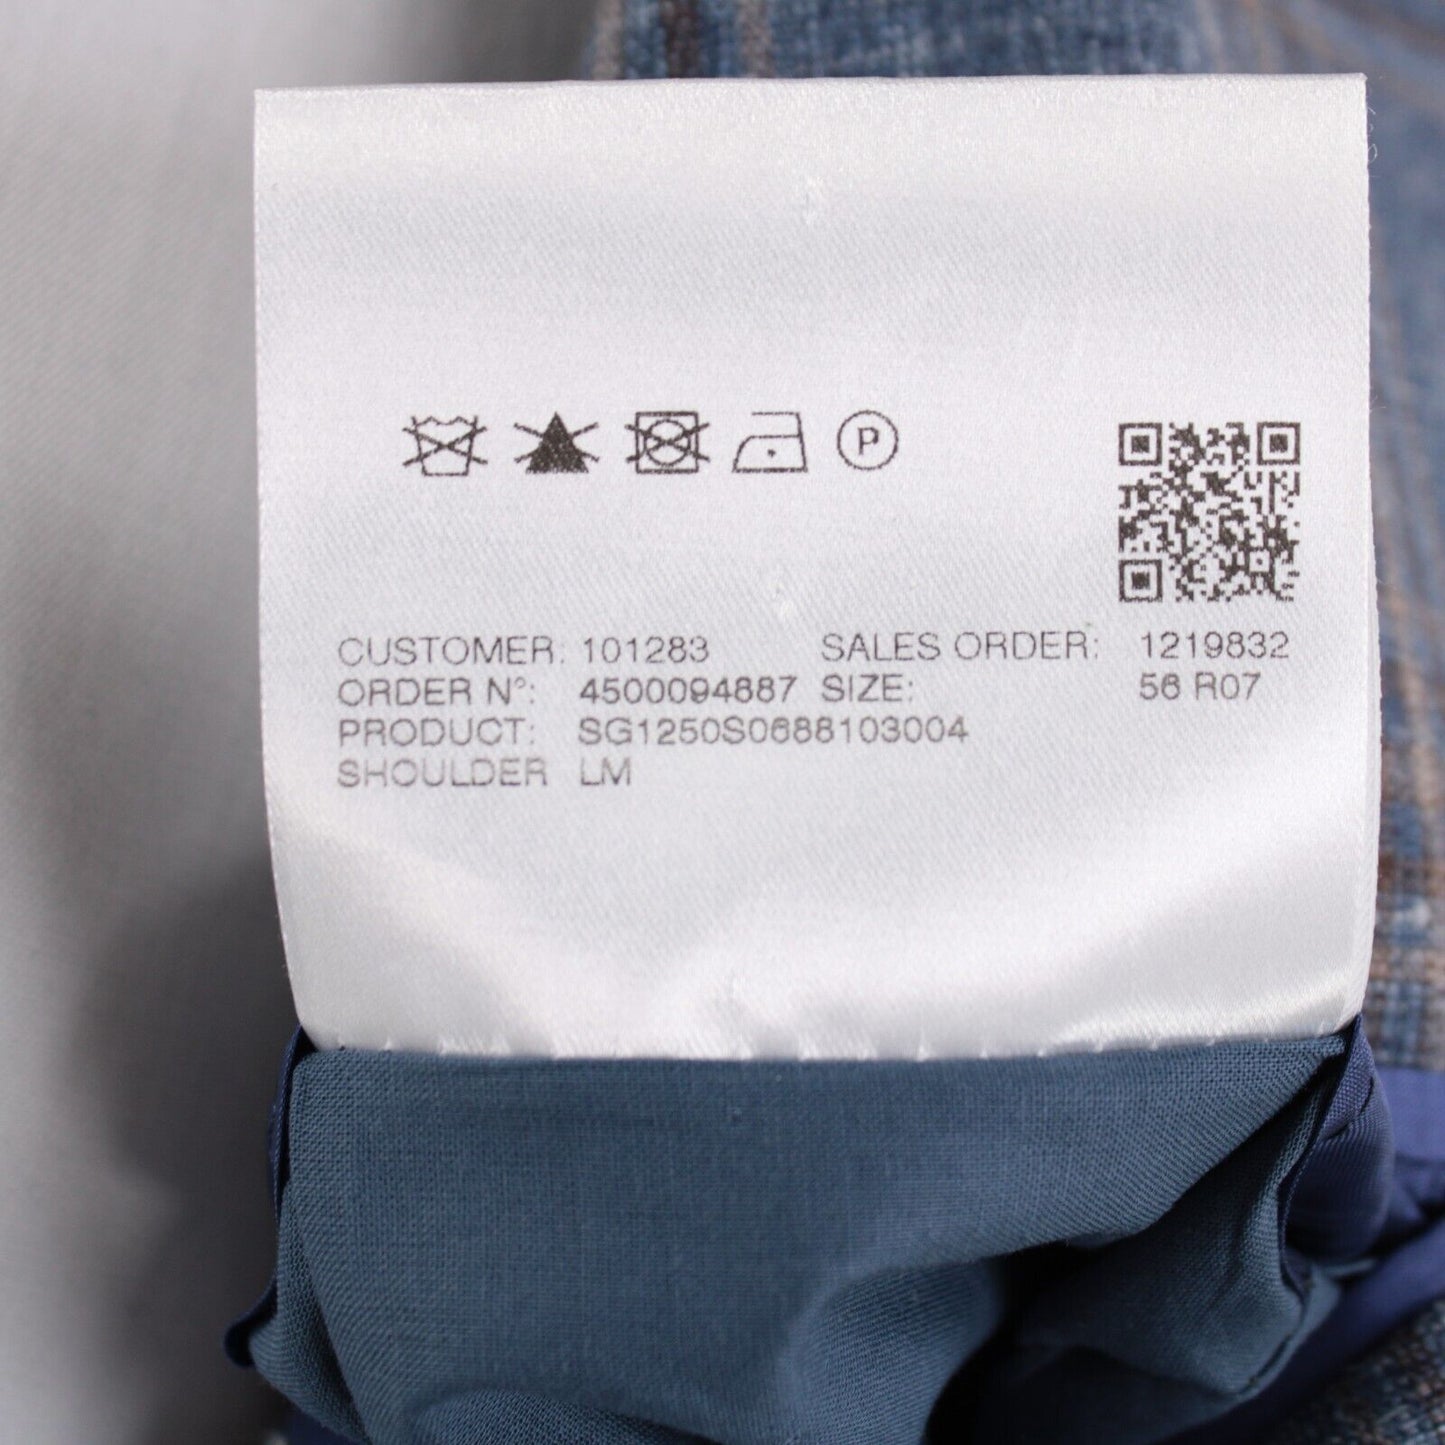 P
CUSTOMER: 101283 SALES ORDER: 1219832
ORDER N°: 4500094887 SIZE: 56 R07
PRODUCT: SG1250S0688103004
SHOULDER LM